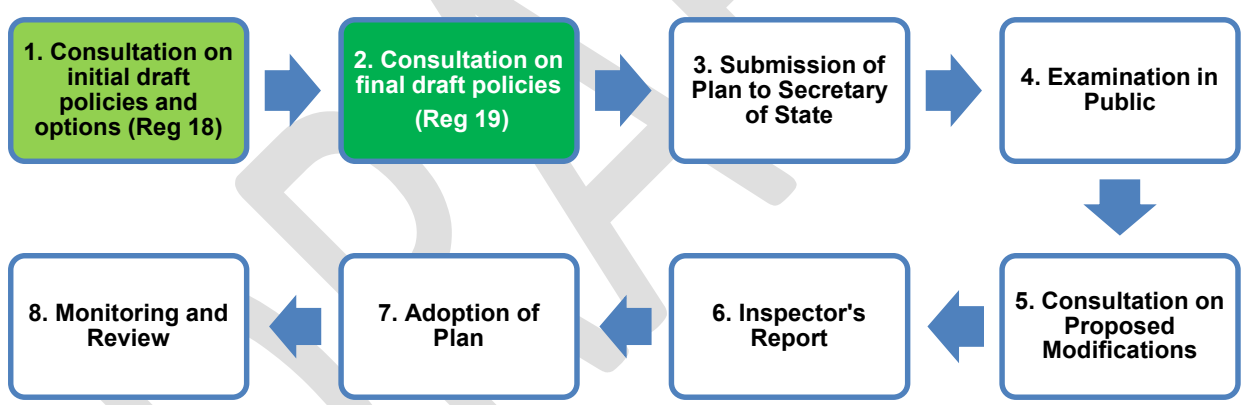 1. Consultation on
initial draft
policies and
options (Reg 18)
2. Consultation on
final draft policies
(Reg 19)
3. Submission of
Plan to Secretary
of State
4. Examination in
Public
5. Consultation on
Proposed
Modifications
6. Inspector's
Report
7. Adoption of
Plan
8. Monitoring and
Review